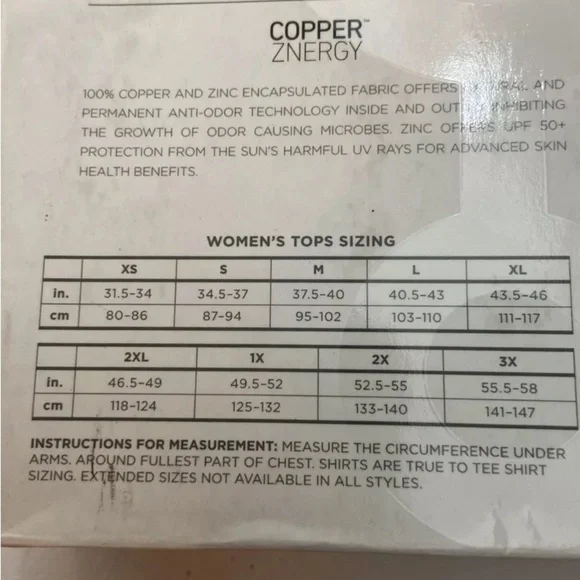 COPPER™
ZNERGY
100% COPPER AND ZINC ENCAPSULATED FABRIC OFFERS AND
PERMANENT ANTI-ODOR TECHNOLOGY INSIDE AND INHIBITING
THE GROWTH OF ODOR CAUSING MICROBES. ZINC OFFERS UPF 50+
PROTECTION FROM THE SUN'S HARMFUL UV RAYS FOR ADVANCED SKIN
HEALTH BENEFITS.
WOMEN'S TOPS SIZING
XS S M L XL
in. 31.5-34 34.5-37 37.5-40 40.5-43 43.5-46
cm 80-86 87-94 95-102 103-110 111-117
2XL 1X 2X 3X
in. 46.5-49 49.5-52 52.5-55 55.5-58
cm 118-124 125-132 133-140 141-147
INSTRUCTIONS FOR MEASUREMENT: MEASURE THE CIRCUMFERENCE UNDER
ARMS. AROUND FULLEST PART OF CHEST. SHIRTS ARE TRUE TO TEE SHIRT
SIZING. EXTENDED SIZES NOT AVAILABLE IN ALL STYLES.